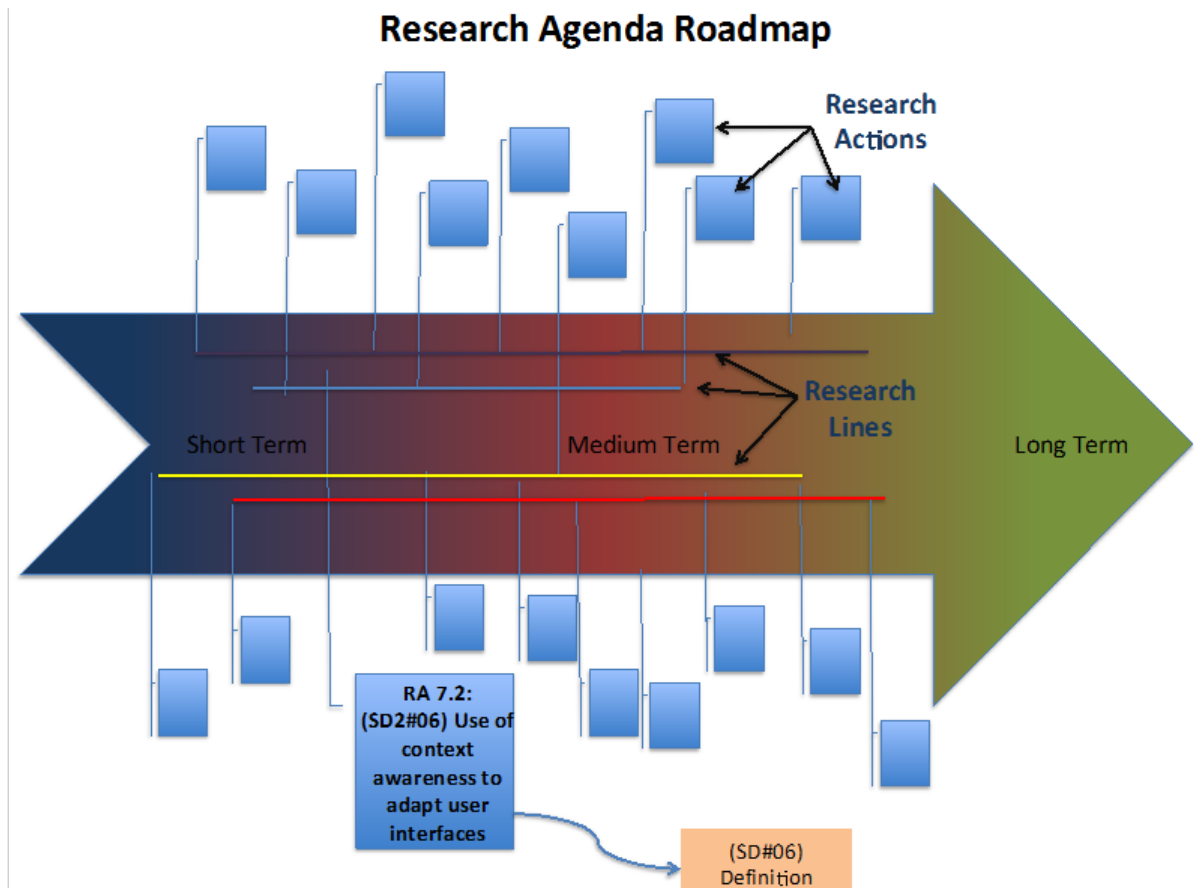 Research Agenda Roadmap
Research
Actions
Research
Lines
Short Term
Medium Term
Long Term
RA 7.2:
(SD2#06) Use of
context
awareness to
adapt user
interfaces
(SD#06)
Definition